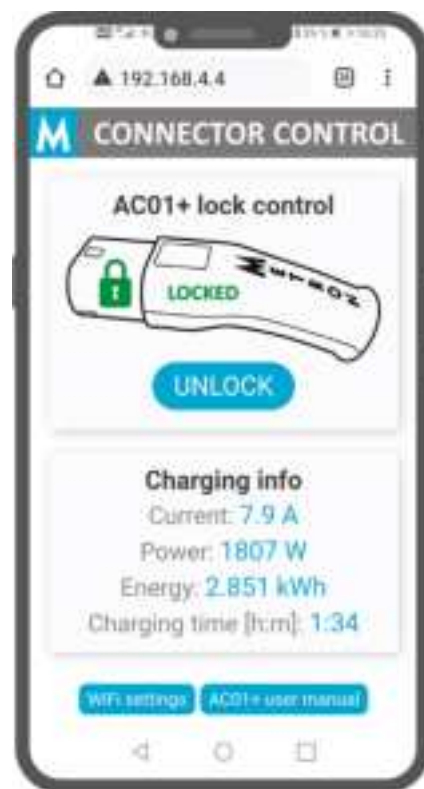 192.168.4.4
M CONNECTOR CONTROL
AC01+ lock control
METRON
LOCKED
UNLOCK
Charging info
Current: 7.9 A
Power: 1807 W
Energy: 2.851 kWh
Charging time [h:m]: 1:34
WiFi settings AC01+ user manual